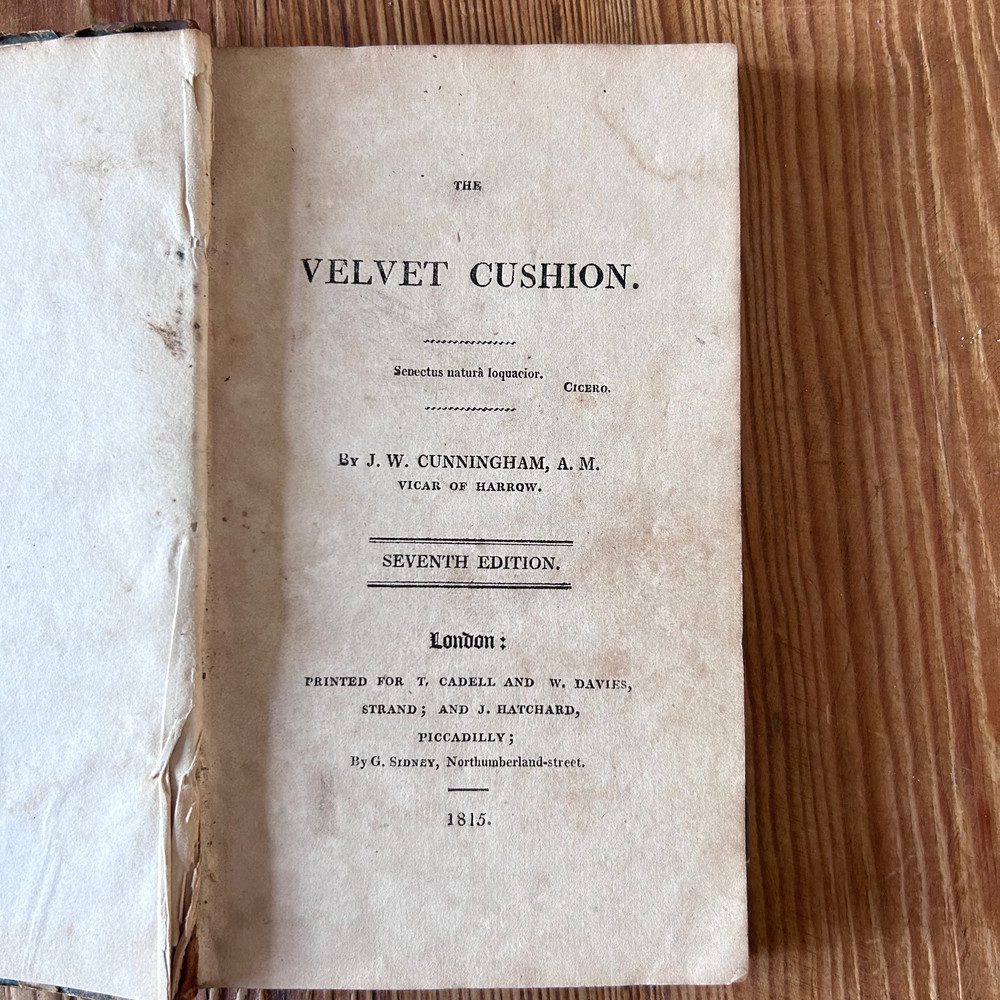 THE
VELVET CUSHION.
Senectus naturâ loquacior.
CICERO.
By J. W. CUNNINGHAM, A. M.
VICAR OF HARROW.
SEVENTH EDITION.
London:
PRINTED FOR T. CADELL AND W. DAVIES,
STRAND; AND J. HATCHARD,
PICCADILLY;
By G. SIDNEY, Northumberland-street.
1815.